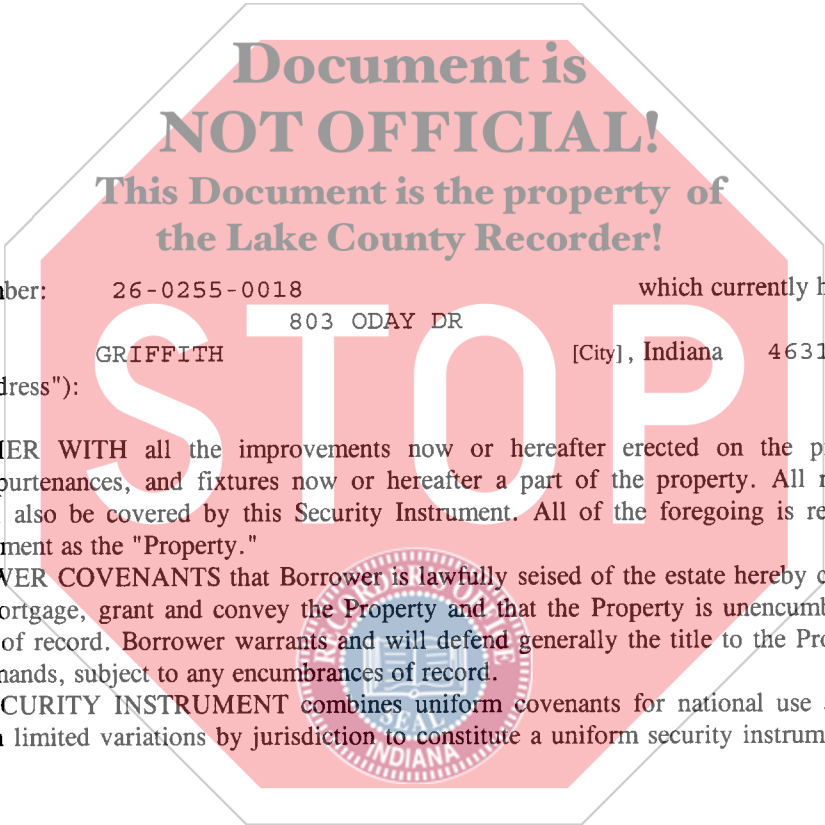 Document is
NOT OFFICIAL!
This Document is the property of
the Lake County Recorder!
ber: 26-0255-0018 which currently h
803 ODAY DR
GRIFFITH [City], Indiana 4631
dress"):
STOP
ER WITH all the improvements now or hereafter erected on the p
purtenances, and fixtures now or hereafter a part of the property. All r
also be covered by this Security Instrument. All of the foregoing is re
ment as the "Property."
VER COVENANTS that Borrower is lawfully seised of the estate hereby c
ortgage, grant and convey the Property and that the Property is unencumb
of record. Borrower warrants and will defend generally the title to the Pro
nands, subject to any encumbrances of record.
CURITY INSTRUMENT combines uniform covenants for national use
limited variations by jurisdiction to constitute a uniform security instrum
SEAL
INDIANA